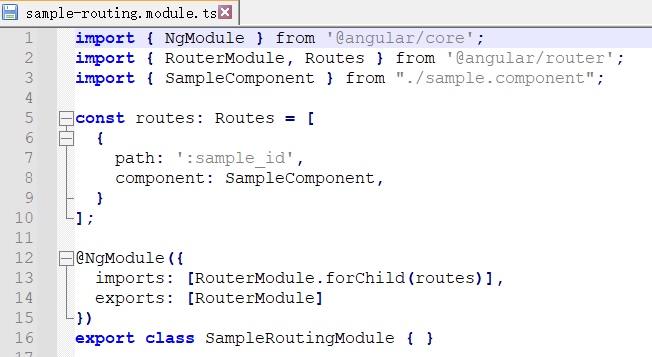 sample-routing.module.ts
1 import { NgModule } from '@angular/core';
2 import { RouterModule, Routes } from '@angular/router';
3 import { SampleComponent } from "./sample.component";
4
5 const routes: Routes = [
6   {
7     path: ':sample_id',
8     component: SampleComponent,
9   }
10 ];
11
12 @NgModule({
13   imports: [RouterModule.forChild(routes)],
14   exports: [RouterModule]
15 })
16 export class SampleRoutingModule { }
17